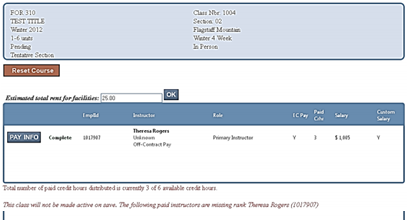 FOR 310
TEST TITLE
Winter 2012
1-6 units
Pending
Tentative Section
Class Nbr: 1004
Section: 02
Flagstaff Mountain
Winter 4 Week
In Person
Reset Course
Estimated total rent for facilities: 25.00 OK
EmplId Instructor Role I C Pay Paid Cdts Salary Custom Salary
PAY INFO Complete 1017907 Theresa Rogers Primary Instructor Y 3 $ 1,005 Y
Unknown
Off-Contract Pay
Total number of paid credit hours distributed is currently 3 of 6 available credit hours.
This class will not be made active on save. The following paid instructors are missing rank Theresa Rogers (1017907)